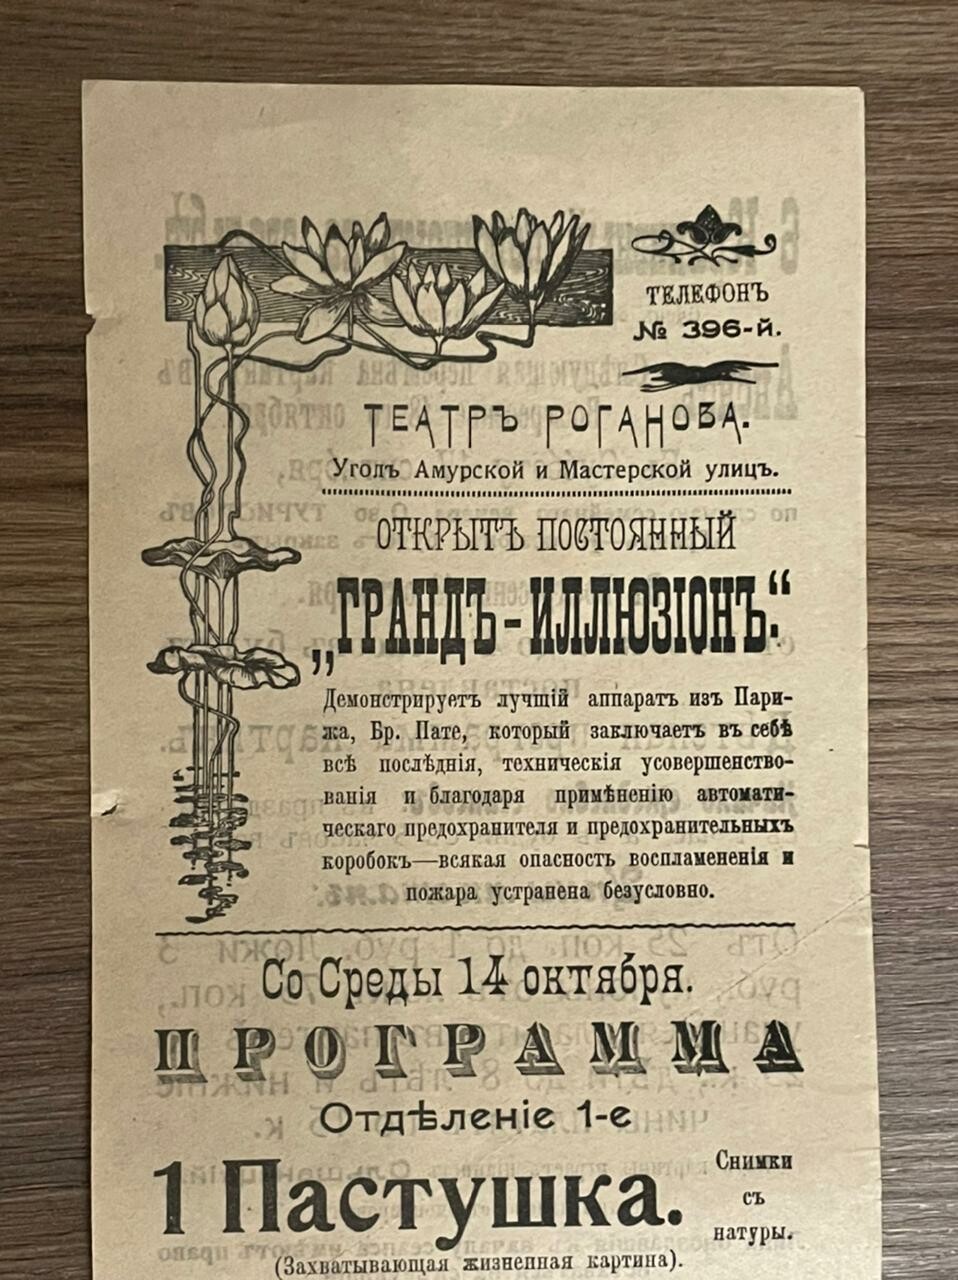 ТЕЛЕФОНЪ
№ 396-й.
ТЕАТРЪ РОГАНОВА.
Уголъ Амурской и Мастерской улицъ.
ОТКРЫТЪ ПОСТОЯННЫЙ
„ГРАНДЪ-ИЛЛЮЗІОНЪ.“
Демонстрируетъ лучшій аппаратъ изъ Пари-
жа, Бр. Пате, который заключаетъ въ себѣ
всѣ послѣднія, техническія усовершенство-
ванія и благодаря примѣненію автомати-
ческаго предохранителя и предохранительныхъ
коробокъ—всякая опасность воспламененія и
пожара устранена безусловно.
Со Среды 14 октября.
ПРОГРАММА
Отдѣленіе 1-е
1 Пастушка.
Снимки
съ
натуры.
(Захватывающая жизненная картина).